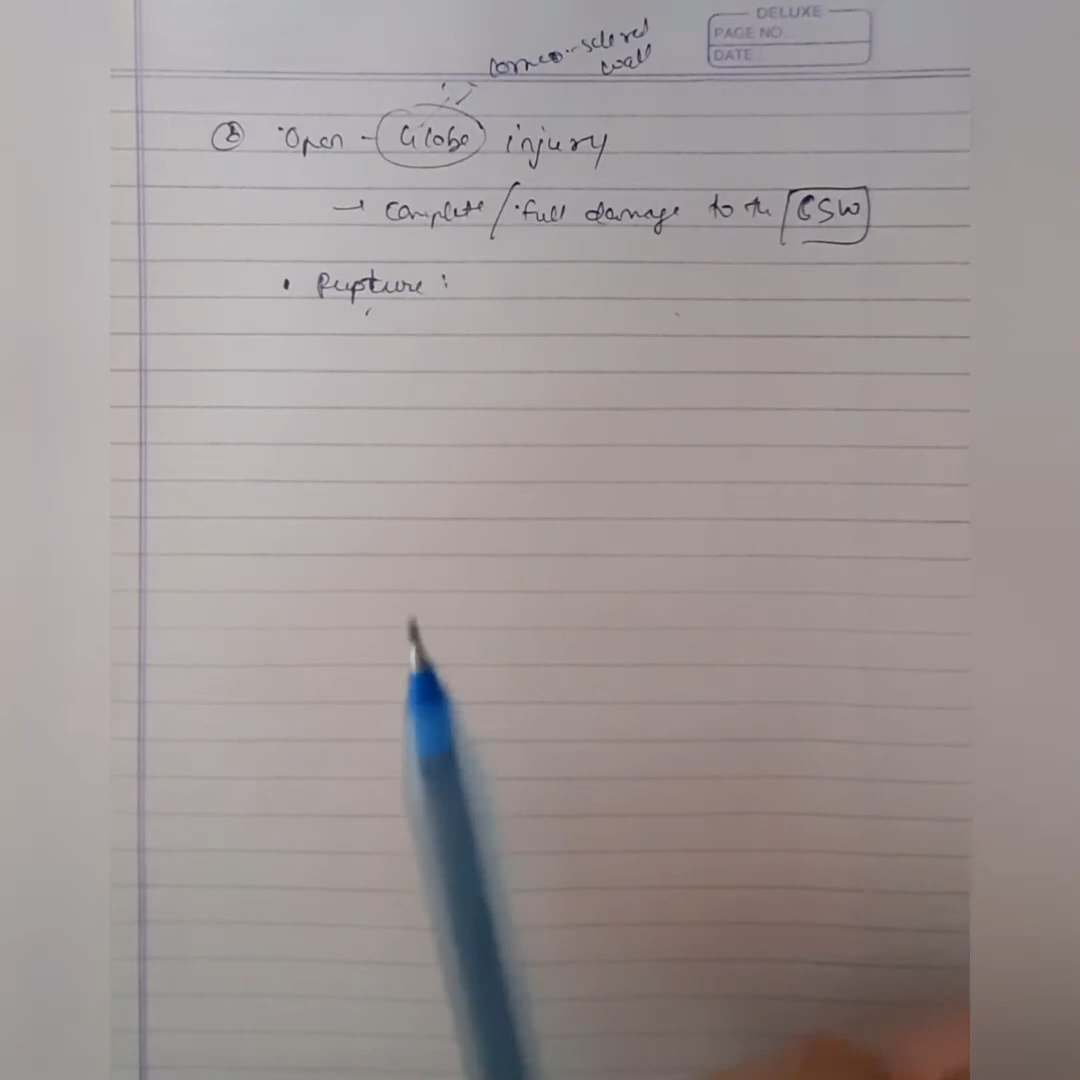 DELUXE
PAGE NO
DATE
corneo-scleral
wall
② Open - Globe injury
→ Complete / full damage to the CSW
• Rupture :